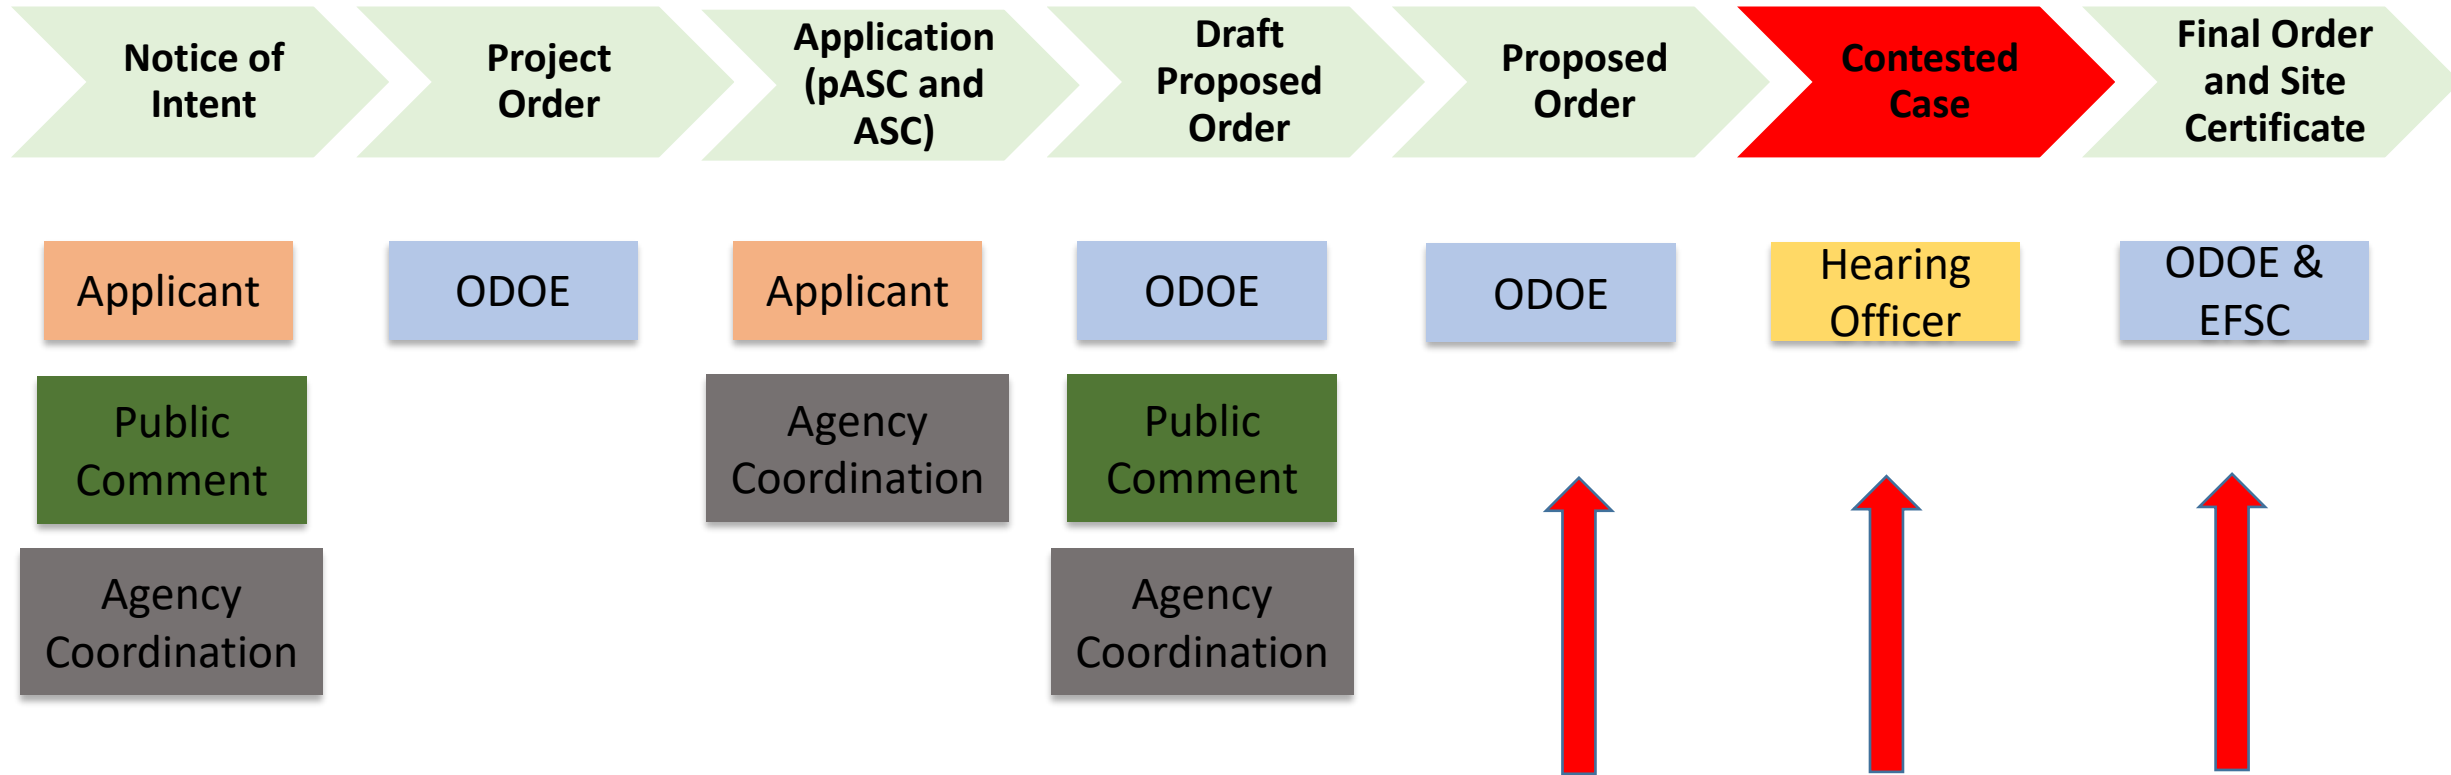 Notice of
Intent
Project
Order
Application
(pASC and
ASC)
Draft
Proposed
Order
Proposed
Order
Contested
Case
Final Order
and Site
Certificate
Applicant
ODOE
Applicant
ODOE
ODOE
Hearing
Officer
ODOE &
EFSC
Public
Comment
Agency
Coordination
Public
Comment
Agency
Coordination
Agency
Coordination